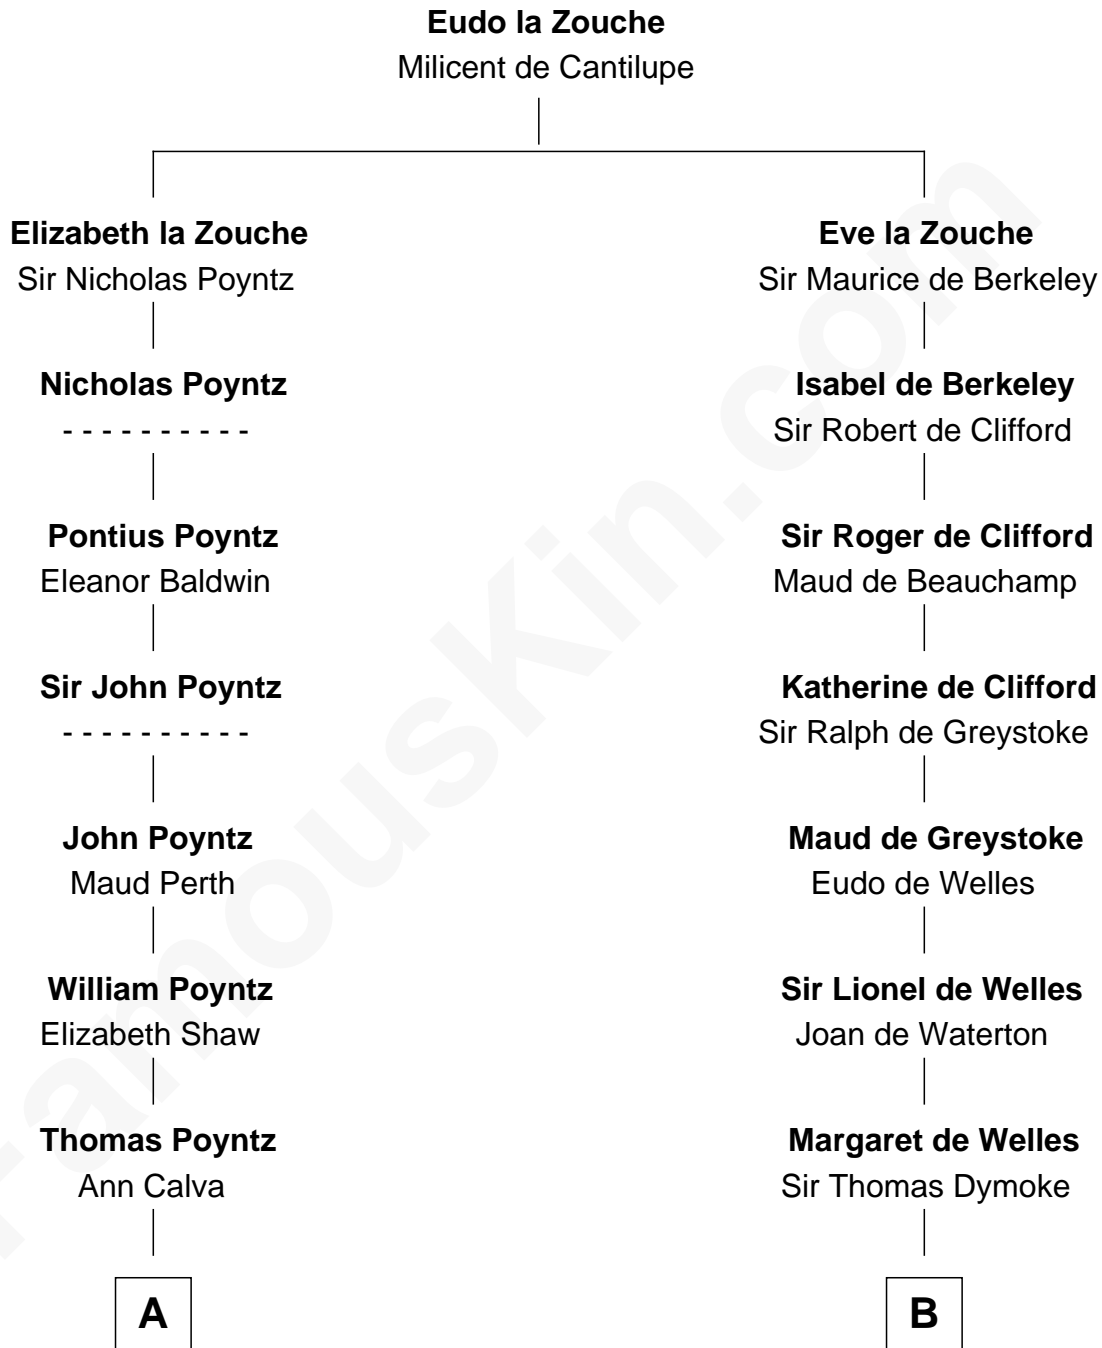 Eudo la Zouche
Milicent de Cantilupe
Elizabeth la Zouche
Sir Nicholas Poyntz
Eve la Zouche
Sir Maurice de Berkeley
Nicholas Poyntz
- - - - - - - - - -
Isabel de Berkeley
Sir Robert de Clifford
Pontius Poyntz
Eleanor Baldwin
Sir Roger de Clifford
Maud de Beauchamp
Sir John Poyntz
- - - - - - - - - -
Katherine de Clifford
Sir Ralph de Greystoke
John Poyntz
Maud Perth
Maud de Greystoke
Eudo de Welles
William Poyntz
Elizabeth Shaw
Sir Lionel de Welles
Joan de Waterton
Thomas Poyntz
Ann Calva
Margaret de Welles
Sir Thomas Dymoke
A
B
FamousKin.com